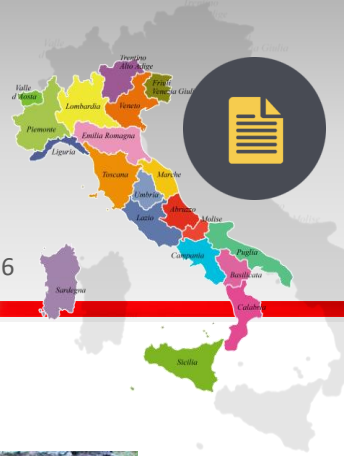 Trentino
Alto Adige
Friuli
Venezia Giuli
Valle
d'Aosta
Lombardia
Veneto
Piemonte
Emilia Romagna
Liguria
Toscana
Marche
Umbria
Abruzzo
Lazio
Molise
Campania
Puglia
Basilicata
6
Sardegna
Calabria
Sicilia